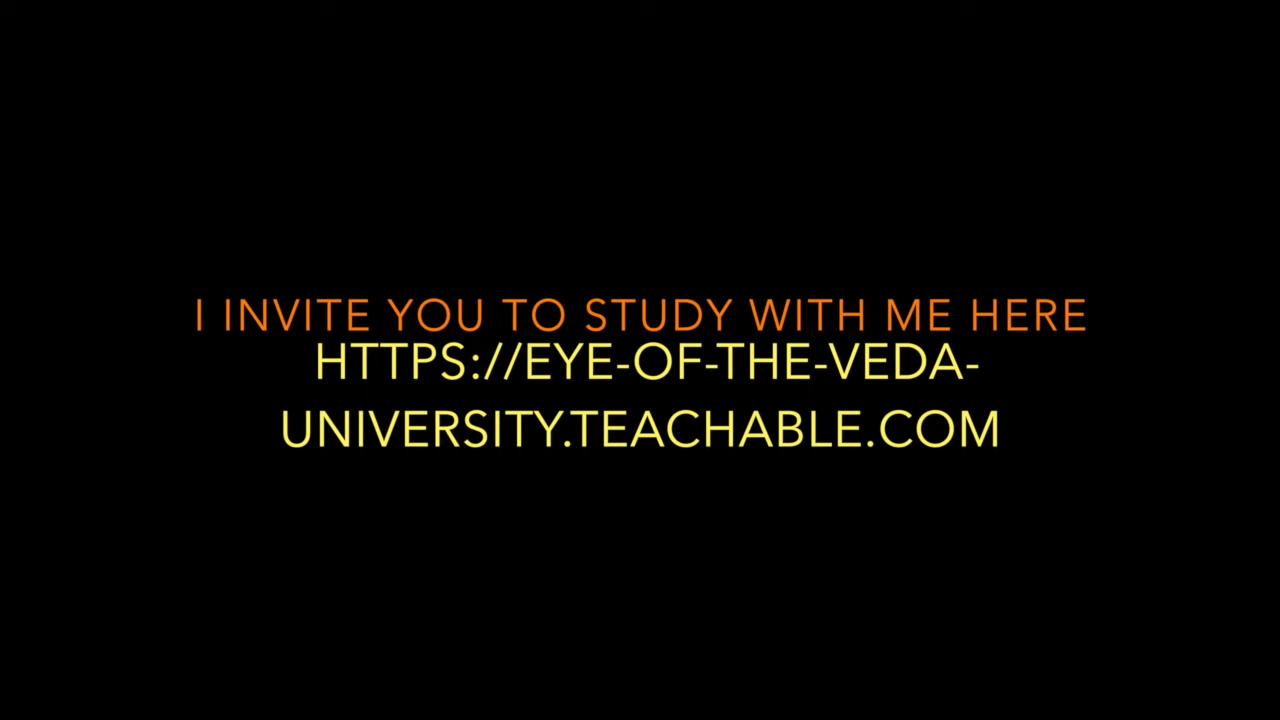 I INVITE YOU TO STUDY WITH ME HERE
HTTPS://EYE-OF-THE-VEDA-
UNIVERSITY.TEACHABLE.COM